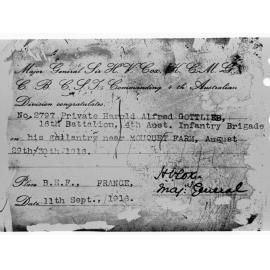 Major General Sir H. V. Cox, K.C.M.G.
C. B. C. S. I. Commanding 4th Australian
Division congratulates.
No. 2797 Private Harold Alfred GOTTLIEB,
16th Battalion, 4th Aust. Infantry Brigade
on his gallantry near MOUQUET FARM, August
29th/30th/1916.
Place B.E.F., FRANCE.
H V Cox
Maj: General
Date 11th Sept., 1916.